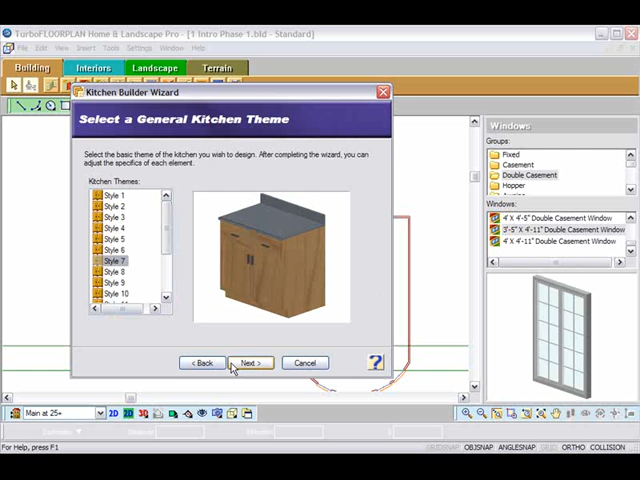 TurboFLOORPLAN Home & Landscape Pro - [1 Intro Phase 1.bld - Standard]
File Edit View Insert Tools Settings Window Help
Building Interiors Landscape Terrain
Kitchen Builder Wizard
Select a General Kitchen Theme
Select the basic theme of the kitchen you wish to design. After completing the wizard, you can
adjust the specifics of each element.
Kitchen Themes:
Style 1
Style 2
Style 3
Style 4
Style 5
Style 6
Style 7
Style 8
Style 9
Style 10
< Back
Next >
Cancel
?
Windows
Groups:
Fixed
Casement
Double Casement
Hopper
Windows:
4' X 4'-5" Double Casement Window
3'-5" X 4'-11" Double Casement Window
4' X 4'-11" Double Casement Window
Main at 25+
2D 2D 3D
For Help, press F1
GRIDSNAP OBJSNAP ANGLESNAP GRID ORTHO COLLISION